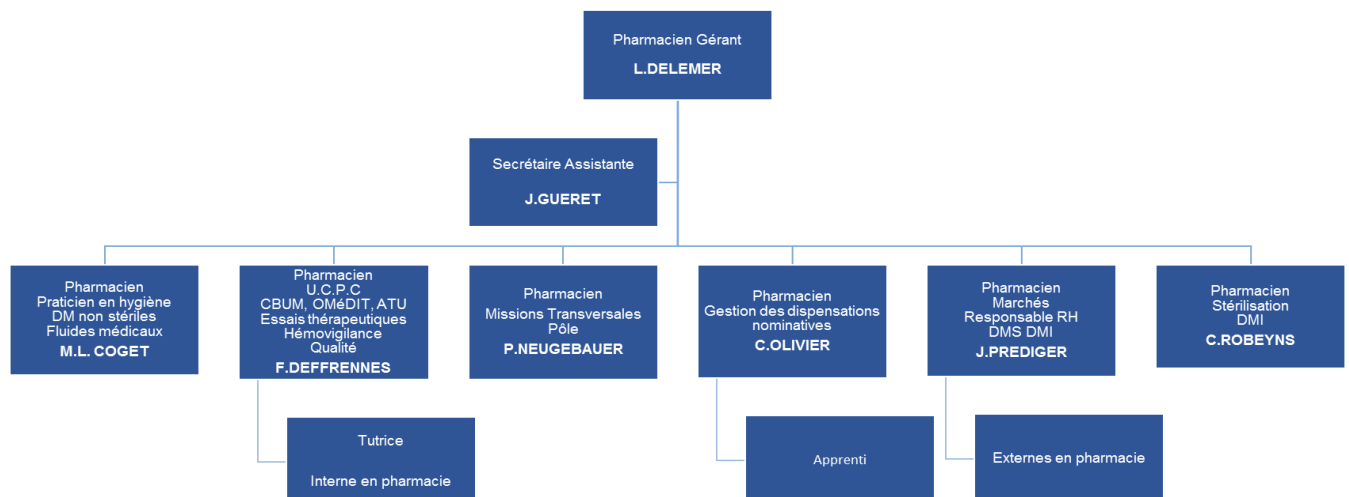 Pharmacien Gérant
L.DELEMER
Secrétaire Assistante
J.GUERET
Pharmacien
Praticien en hygiène
DM non stériles
Fluides médicaux
M.L. COGET
Pharmacien
U.C.P.C
CBUM, OMéDIT, ATU
Essais thérapeutiques
Hémovigilance
Qualité
F.DEFFRENNES
Pharmacien
Missions Transversales
Pôle
P.NEUGEBAUER
Pharmacien
Gestion des dispensations
nominatives
C.OLIVIER
Pharmacien
Marchés
Responsable RH
DMS DMI
J.PREDIGER
Pharmacien
Stérilisation
DMI
C.ROBEYNS
Tutrice
Interne en pharmacie
Apprenti
Externes en pharmacie